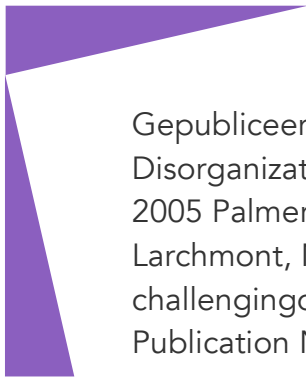 Gepubliceer
Disorganizat
2005 Palmer
Larchmont,
challenging
Publication